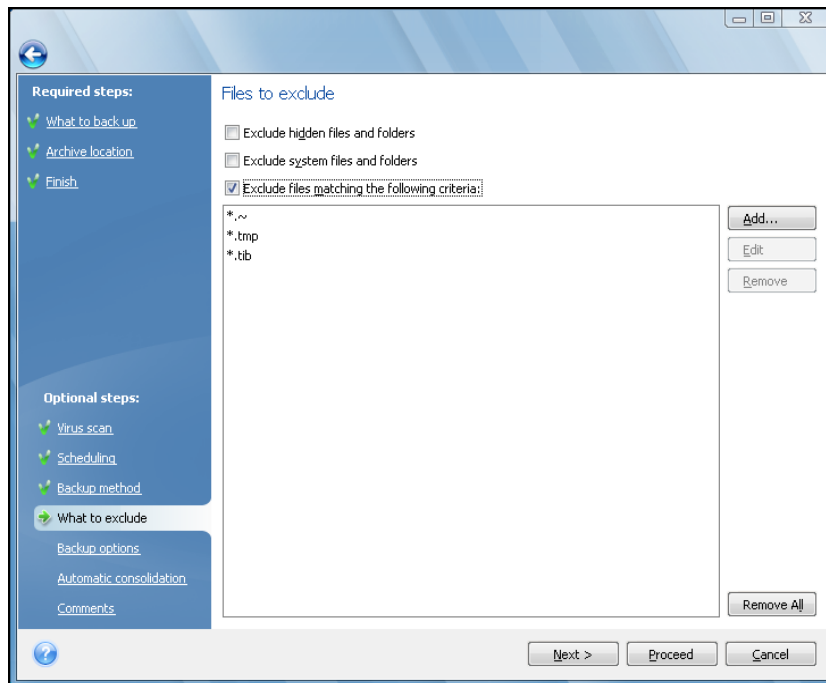 Required steps:
What to back up
Archive location
Finish
Optional steps:
Virus scan
Scheduling
Backup method
What to exclude
Backup options
Automatic consolidation
Comments
Files to exclude
Exclude hidden files and folders
Exclude system files and folders
Exclude files matching the following criteria:
*.~
*.tmp
*.tib
Add...
Edit
Remove
Remove All
?
Next >
Proceed
Cancel